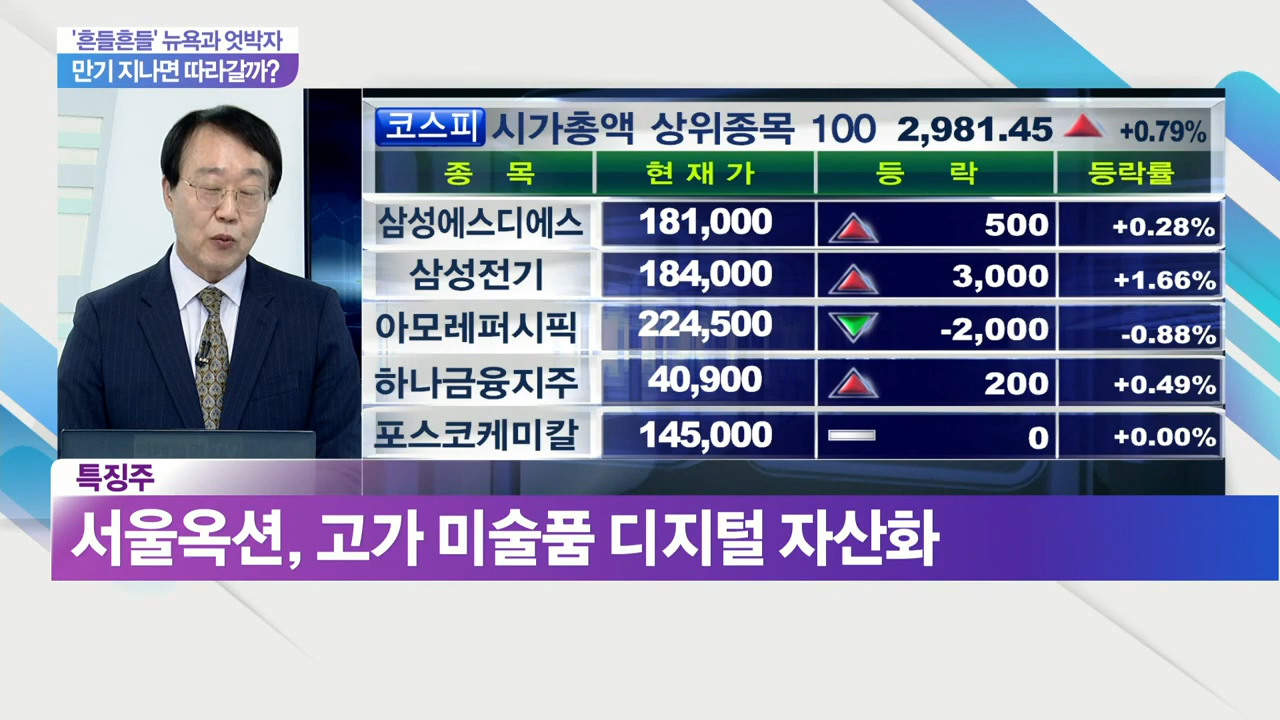 '흔들흔들' 뉴욕과 엇박자
만기 지나면 따라갈까?
코스피 시가총액 상위종목 100 2,981.45 +0.79%
종 목 현 재 가 등 락 등락률
삼성에스디에스 181,000 500 +0.28%
삼성전기 184,000 3,000 +1.66%
아모레퍼시픽 224,500 -2,000 -0.88%
하나금융지주 40,900 200 +0.49%
포스코케미칼 145,000 0 +0.00%
특징주
서울옥션, 고가 미술품 디지털 자산화